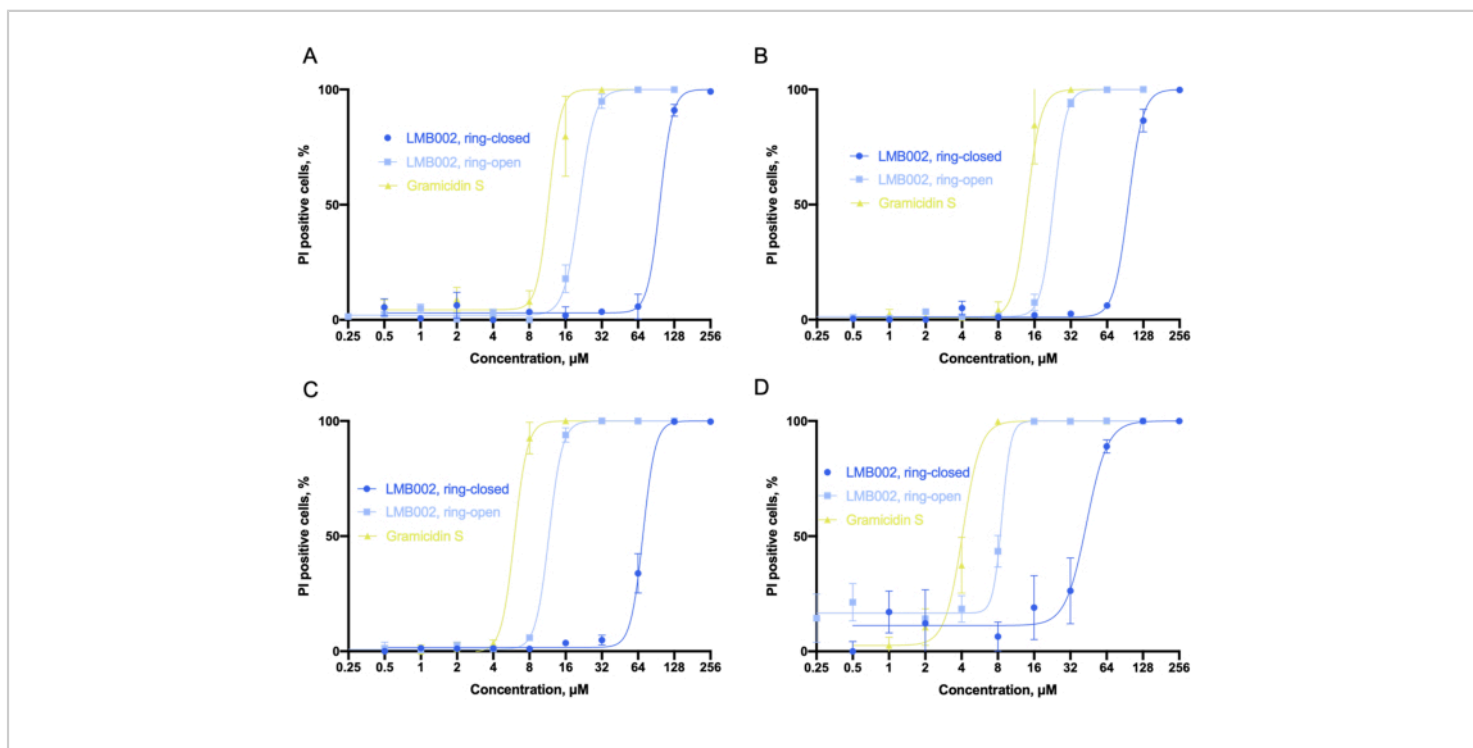 A
PI positive cells, %
100
50
0
LMB002, ring-closed
LMB002, ring-open
Gramicidin S
0.25 0.5 1 2 4 8 16 32 64 128 256
Concentration, µM
B
PI positive cells, %
100
50
0
LMB002, ring-closed
LMB002, ring-open
Gramicidin S
0.25 0.5 1 2 4 8 16 32 64 128 256
Concentration, µM
C
PI positive cells, %
100
50
0
LMB002, ring-closed
LMB002, ring-open
Gramicidin S
0.25 0.5 1 2 4 8 16 32 64 128 256
Concentration, µM
D
PI positive cells, %
100
50
0
LMB002, ring-closed
LMB002, ring-open
Gramicidin S
0.25 0.5 1 2 4 8 16 32 64 128 256
Concentration, µM